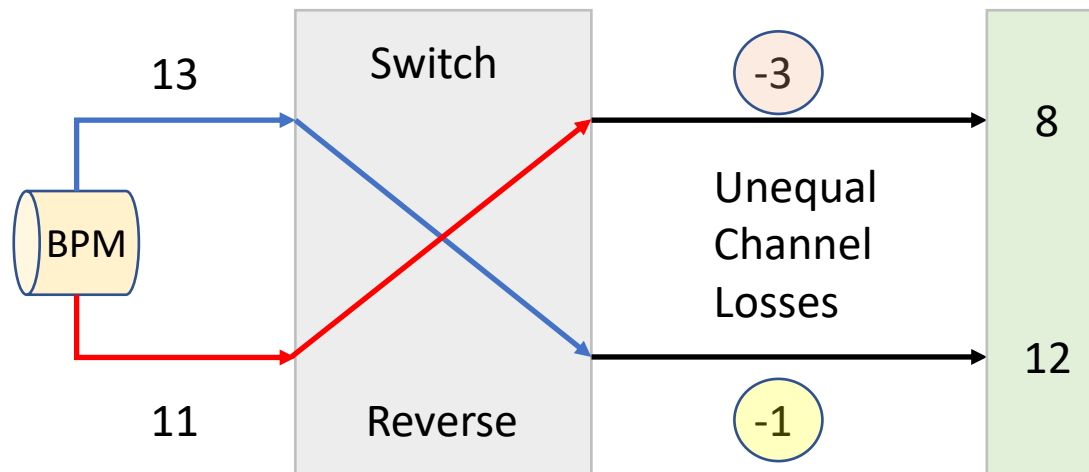 13
Switch
-3
8
BPM
Unequal
Channel
Losses
11
Reverse
-1
12